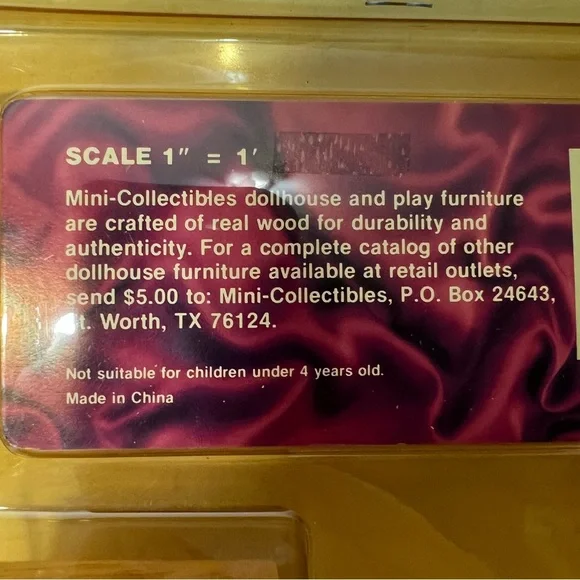 SCALE 1" = 1'
Mini-Collectibles dollhouse and play furniture
are crafted of real wood for durability and
authenticity. For a complete catalog of other
dollhouse furniture available at retail outlets,
send $5.00 to: Mini-Collectibles, P.O. Box 24643,
Ft. Worth, TX 76124.
Not suitable for children under 4 years old.
Made in China